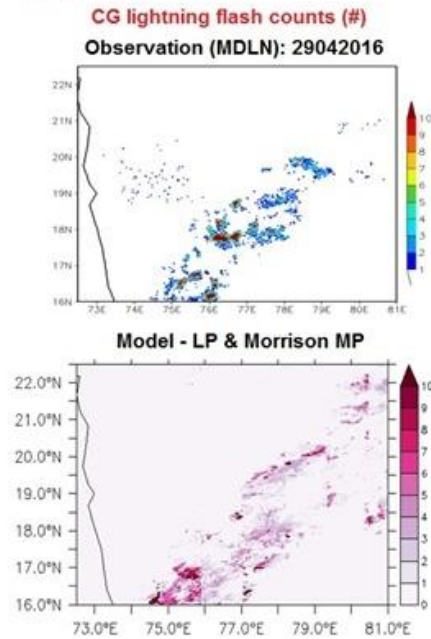 CG lightning flash counts (#)
Observation (MDLN): 29042016
22N
21N
20N
19N
18N
17N
16N
73E 74E 75E 76E 77E 78E 79E 80E 81E
10
9
8
7
6
5
4
3
2
1
Model - LP & Morrison MP
22.0°N
21.0°N
20.0°N
19.0°N
18.0°N
17.0°N
16.0°N
73.0°E 75.0°E 77.0°E 79.0°E 81.0°E
10
9
8
7
6
5
4
3
2
1
0